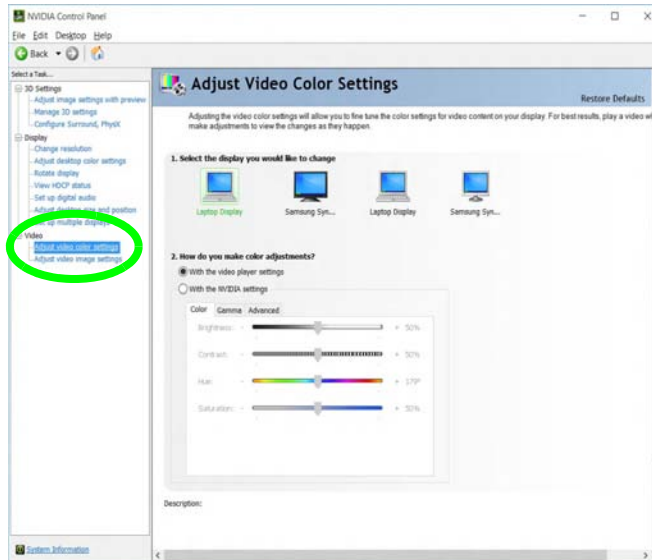 NVIDIA Control Panel
File Edit Desktop Help
Back
Select a Task...
3D Settings
Adjust image settings with preview
Manage 3D settings
Configure Surround, PhysX
Display
Change resolution
Adjust desktop color settings
Rotate display
View HDCP status
Set up digital audio
Adjust desktop size and position
Set up multiple displays
Video
Adjust video color settings
Adjust video image settings
System Information
Adjust Video Color Settings
Restore Defaults
Adjusting the video color settings will allow you to fine tune the color settings for video content on your display. For best results, play a video
make adjustments to view the changes as they happen.
1. Select the display you would like to change
Laptop Display Samsung Syn... Laptop Display Samsung Syn...
2. How do you make color adjustments?
With the video player settings
With the NVIDIA settings
Color Gamma Advanced
Brightness: - + 50%
Contrast: - + 50%
Hue: - + 179°
Saturation: - + 50%
Description: